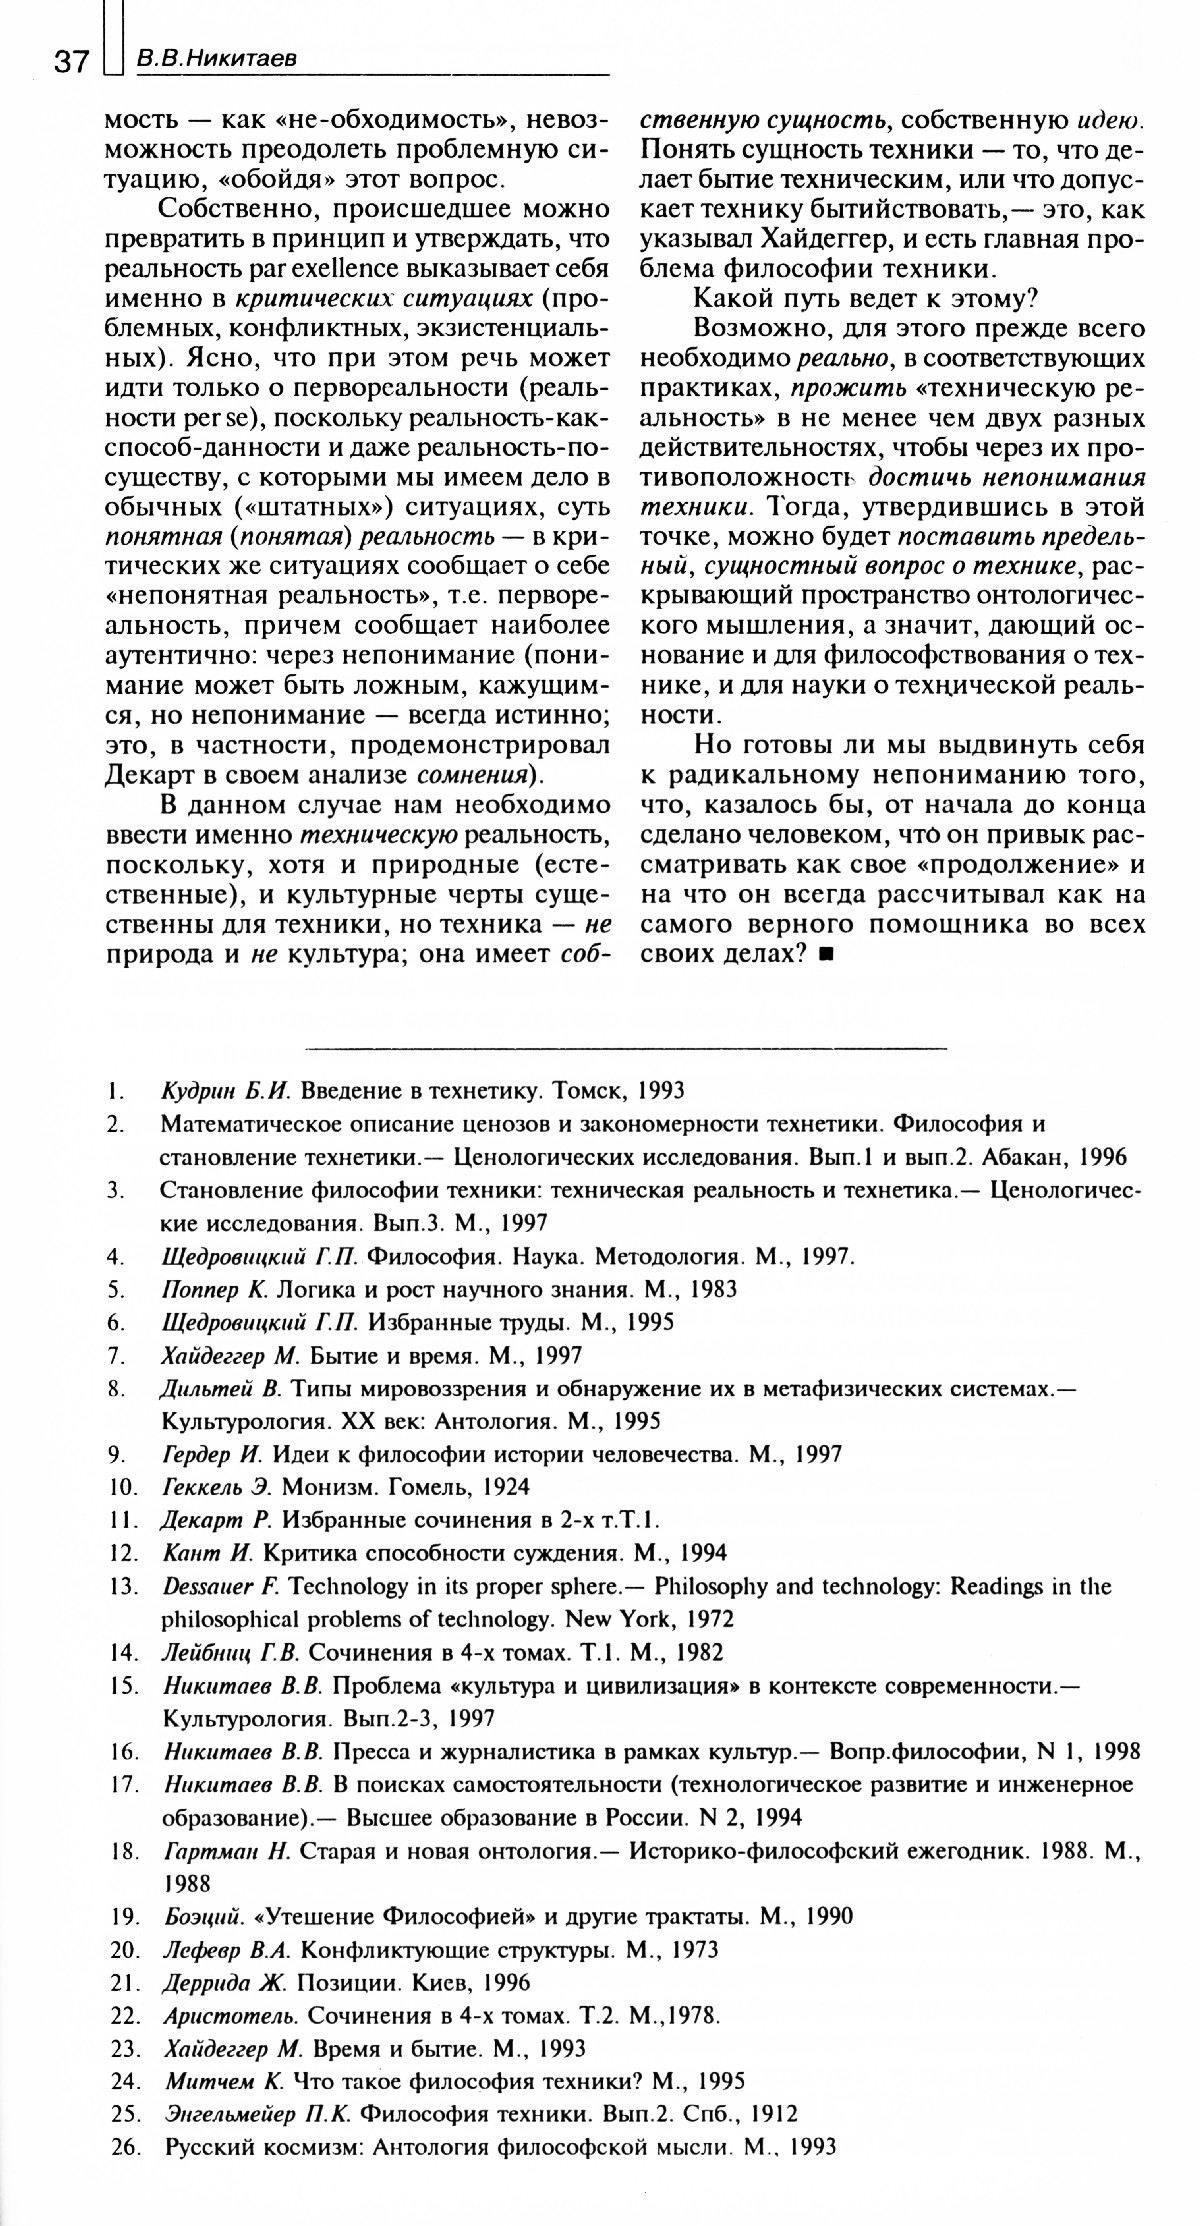 37
В.В.Никитаев
мость — как «не-обходимость», невоз-
можность преодолеть проблемную си-
туацию, «обойдя» этот вопрос.
Собственно, происшедшее можно
превратить в принцип и утверждать, что
реальность par exellence выказывает себя
именно в критических ситуациях (про-
блемных, конфликтных, экзистенциаль-
ных). Ясно, что при этом речь может
идти только о первореальности (реаль-
ности per se), поскольку реальность-как-
способ-данности и даже реальность-по-
существу, с которыми мы имеем дело в
обычных («штатных») ситуациях, суть
понятная (понятая) реальность — в кри-
тических же ситуациях сообщает о себе
«непонятная реальность», т.е. перворе-
альность, причем сообщает наиболее
аутентично: через непонимание (пони-
мание может быть ложным, кажущим-
ся, но непонимание — всегда истинно;
это, в частности, продемонстрировал
Декарт в своем анализе сомнения).
В данном случае нам необходимо
ввести именно техническую реальность,
поскольку, хотя и природные (есте-
ственные), и культурные черты суще-
ственны для техники, но техника — не
природа и не культура; она имеет соб-
ственную сущность, собственную идею.
Понять сущность техники — то, что де-
лает бытие техническим, или что допус-
кает технику бытийствовать,— это, как
указывал Хайдеггер, и есть главная про-
блема философии техники.
Какой путь ведет к этому?
Возможно, для этого прежде всего
необходимо реально, в соответствующих
практиках, прожить «техническую ре-
альность» в не менее чем двух разных
действительностях, чтобы через их про-
тивоположность достичь непонимания
техники. Тогда, утвердившись в этой
точке, можно будет поставить предель-
ный, сущностный вопрос о технике, рас-
крывающий пространство онтологичес-
кого мышления, а значит, дающий ос-
нование и для философствования о тех-
нике, и для науки о технической реаль-
ности.
Но готовы ли мы выдвинуть себя
к радикальному непониманию того,
что, казалось бы, от начала до конца
сделано человеком, что он привык рас-
сматривать как свое «продолжение» и
на что он всегда рассчитывал как на
самого верного помощника во всех
своих делах? ■
1. Кудрин Б.И. Введение в технетику. Томск, 1993
2. Математическое описание ценозов и закономерности технетики. Философия и
становление технетики.— Ценологических исследования. Вып.1 и вып.2. Абакан, 1996
3. Становление философии техники: техническая реальность и технетика.— Ценологичес-
кие исследования. Вып.3. М., 1997
4. Щедровицкий Г.П. Философия. Наука. Методология. М., 1997.
5. Поппер К. Логика и рост научного знания. М., 1983
6. Щедровицкий Г.П. Избранные труды. М., 1995
7. Хайдеггер М. Бытие и время. М., 1997
8. Дильтей В. Типы мировоззрения и обнаружение их в метафизических системах.—
Культурология. XX век: Антология. М., 1995
9. Гердер И. Идеи к философии истории человечества. М., 1997
10. Геккель Э. Монизм. Гомель, 1924
11. Декарт Р. Избранные сочинения в 2-х т.Т.1.
12. Кант И. Критика способности суждения. М., 1994
13. Dessauer F. Technology in its proper sphere.— Philosophy and technology: Readings in the
philosophical problems of technology. New York, 1972
14. Лейбниц Г.В. Сочинения в 4-х томах. Т.1. М., 1982
15. Никитаев В.В. Проблема «культура и цивилизация» в контексте современности.—
Культурология. Вып.2-3, 1997
16. Никитаев В.В. Пресса и журналистика в рамках культур.— Вопр.философии, N 1, 1998
17. Никитаев В.В. В поисках самостоятельности (технологическое развитие и инженерное
образование).— Высшее образование в России. N 2, 1994
18. Гартман Н. Старая и новая онтология.— Историко-философский ежегодник. 1988. М.,
1988
19. Боэций. «Утешение Философией» и другие трактаты. М., 1990
20. Лефевр В.А. Конфликтующие структуры. М., 1973
21. Деррида Ж. Позиции. Киев, 1996
22. Аристотель. Сочинения в 4-х томах. Т.2. М.,1978.
23. Хайдеггер М. Время и бытие. М., 1993
24. Митчем К. Что такое философия техники? М., 1995
25. Энгельмейер П.К. Философия техники. Вып.2. Спб., 1912
26. Русский космизм: Антология философской мысли. М., 1993